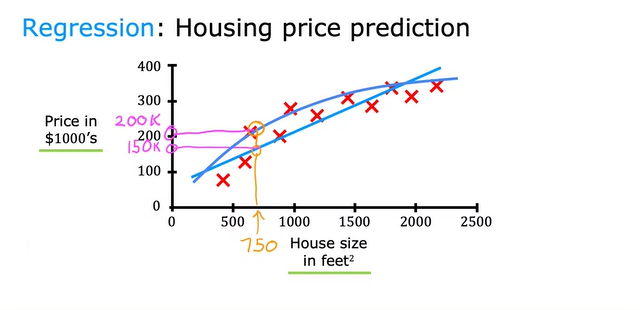 Regression: Housing price prediction
400
300
Price in
$1000's
200K
200
150K
100
0
0 500 1000 1500 2000 2500
750
House size
in feet²